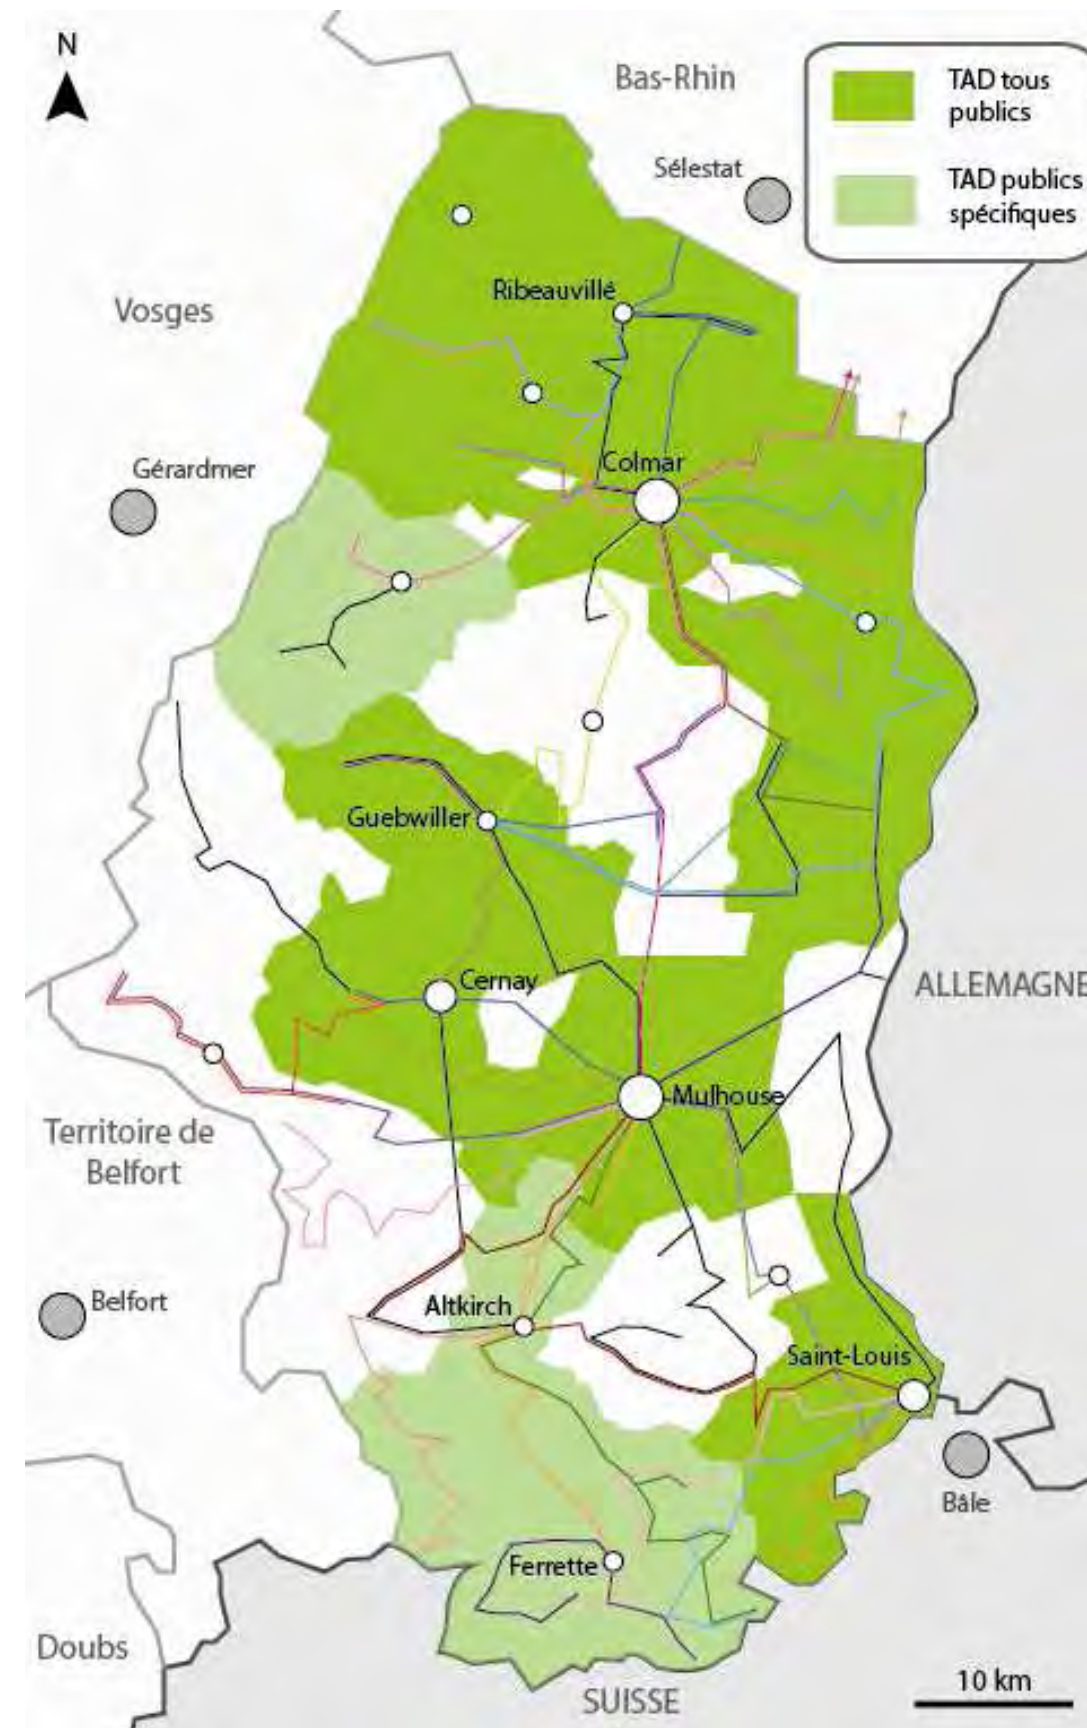 N
Bas-Rhin
TAD tous
publics
Sélestat
TAD publics
spécifiques
Ribeauvillé
Vosges
Colmar
Gérardmer
Guebwiller
Cernay
ALLEMAGNE
Mulhouse
Territoire de
Belfort
Belfort
Altkirch
Saint-Louis
Bâle
Ferrette
Doubs
10 km
SUISSE